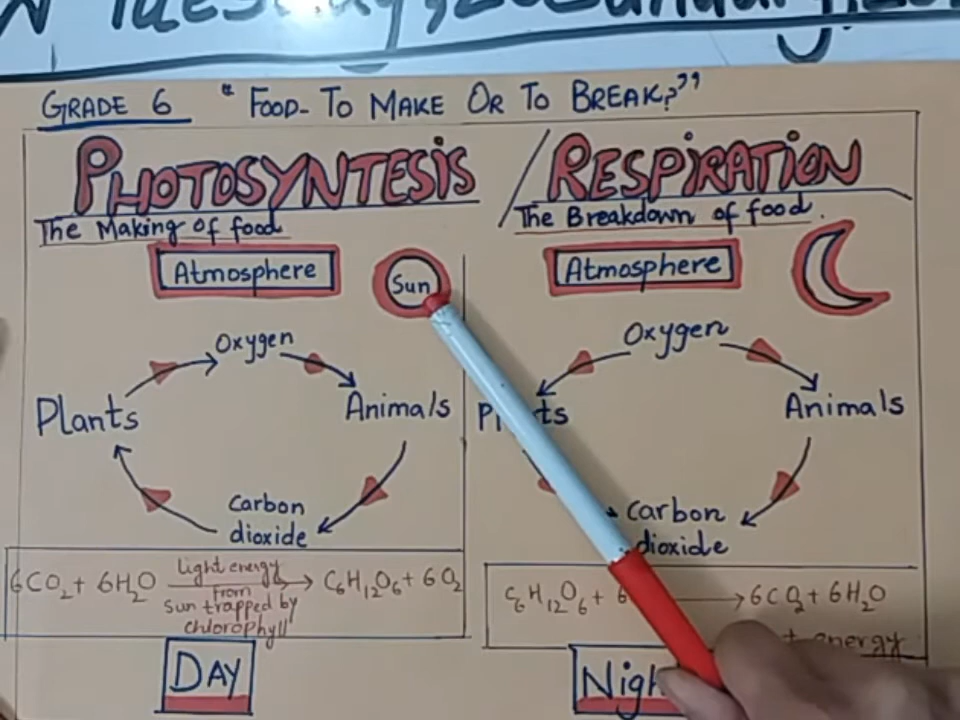 Tuesday,
GRADE 6 " FOOD- TO MAKE OR TO BREAK?"
PHOTOSYNTESiS / RESPiRATiON
The Making of food
The Breakdown of food.
Atmosphere
Sun
Oxygen
Plants
Animals
Carbon
dioxide
6CO₂ + 6H₂O Light energy from sun trapped by chlorophyll → C₆H₁₂O₆ + 6O₂
DAY
Atmosphere
Oxygen
Animals
Carbon
dioxide
C₆H₁₂O₆ + 6 → 6CO₂ + 6H₂O
+ energy